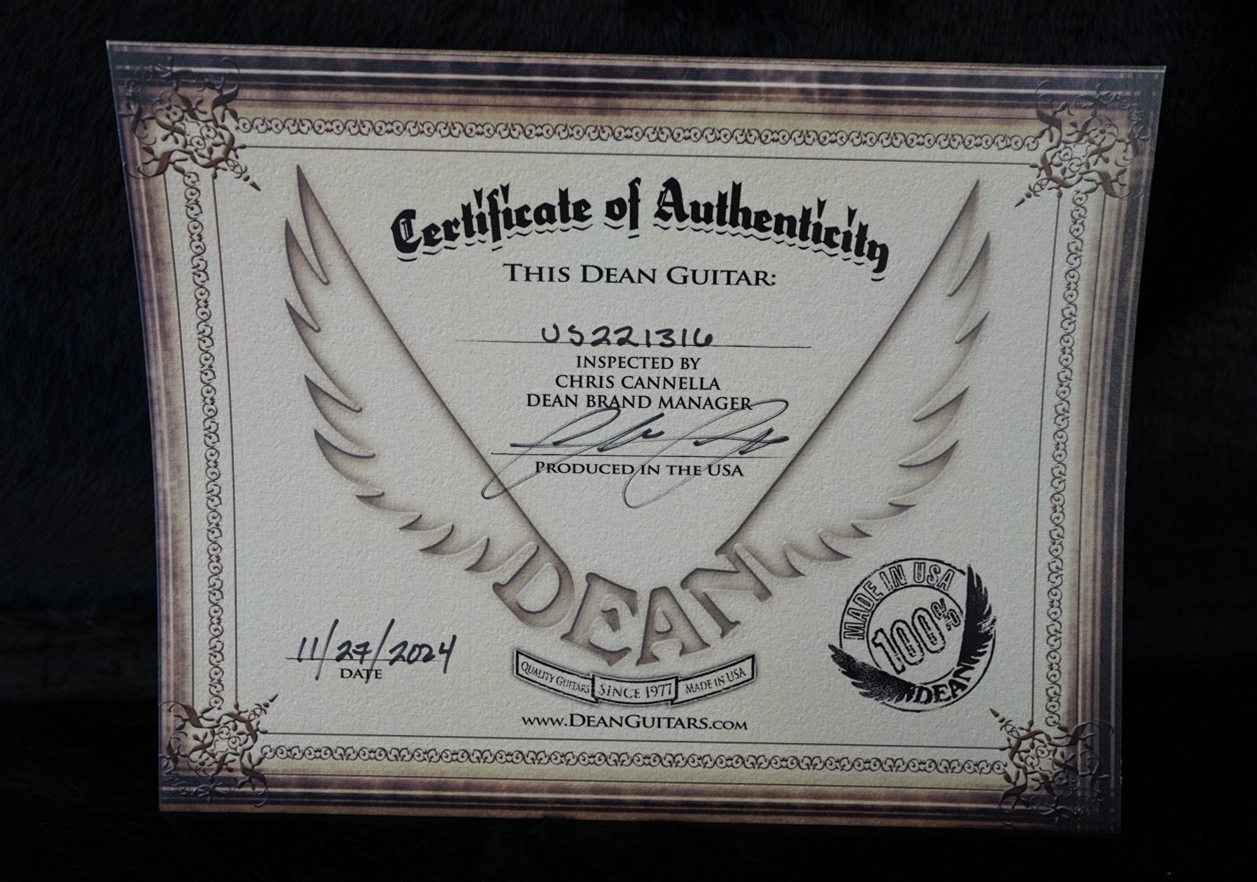 Certificate of Authenticity
THIS DEAN GUITAR:
US221316
INSPECTED BY
CHRIS CANNELLA
DEAN BRAND MANAGER
PRODUCED IN THE USA
DEAN
MADE IN USA
100%
DEAN
11/27/2024
DATE
QUALITY GUITARS SINCE 1977 MADE IN USA
WWW.DEANGUITARS.COM